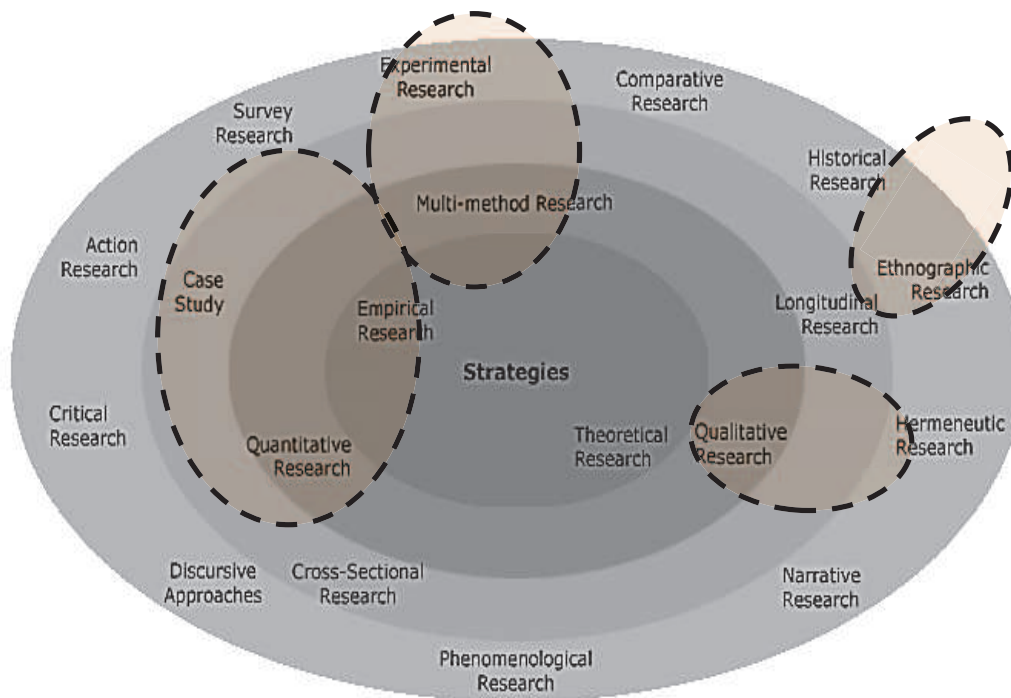 Experimental
Research
Comparative
Research
Survey
Research
Historical
Research
Multi-method Research
Action
Research
Case
Study
Ethnographic
Research
Empirical
Research
Longitudinal
Research
Strategies
Critical
Research
Quantitative
Research
Theoretical
Research
Qualitative
Research
Hermeneutic
Research
Discursive
Approaches
Cross-Sectional
Research
Narrative
Research
Phenomenological
Research